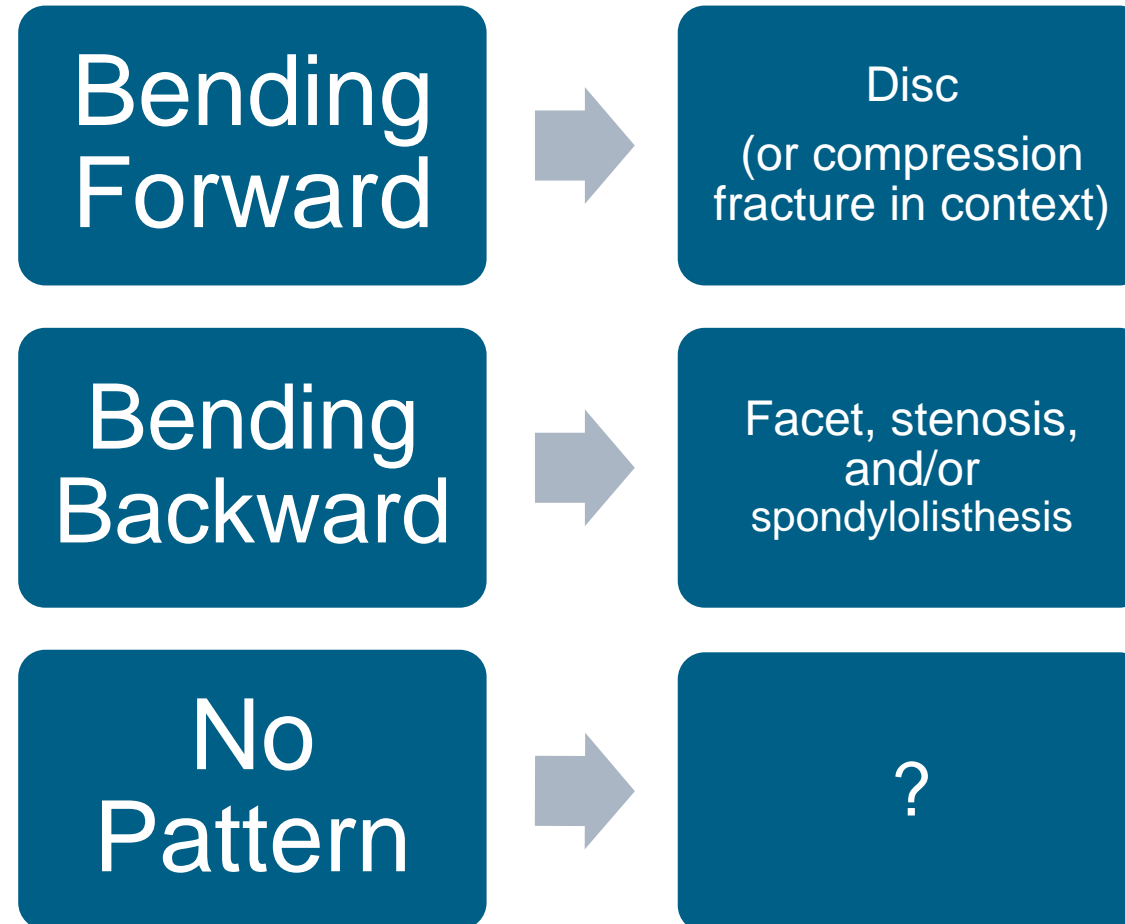 Bending
Forward
Disc
(or compression
fracture in context)
Bending
Backward
Facet, stenosis,
and/or
spondylolisthesis
No
Pattern
?